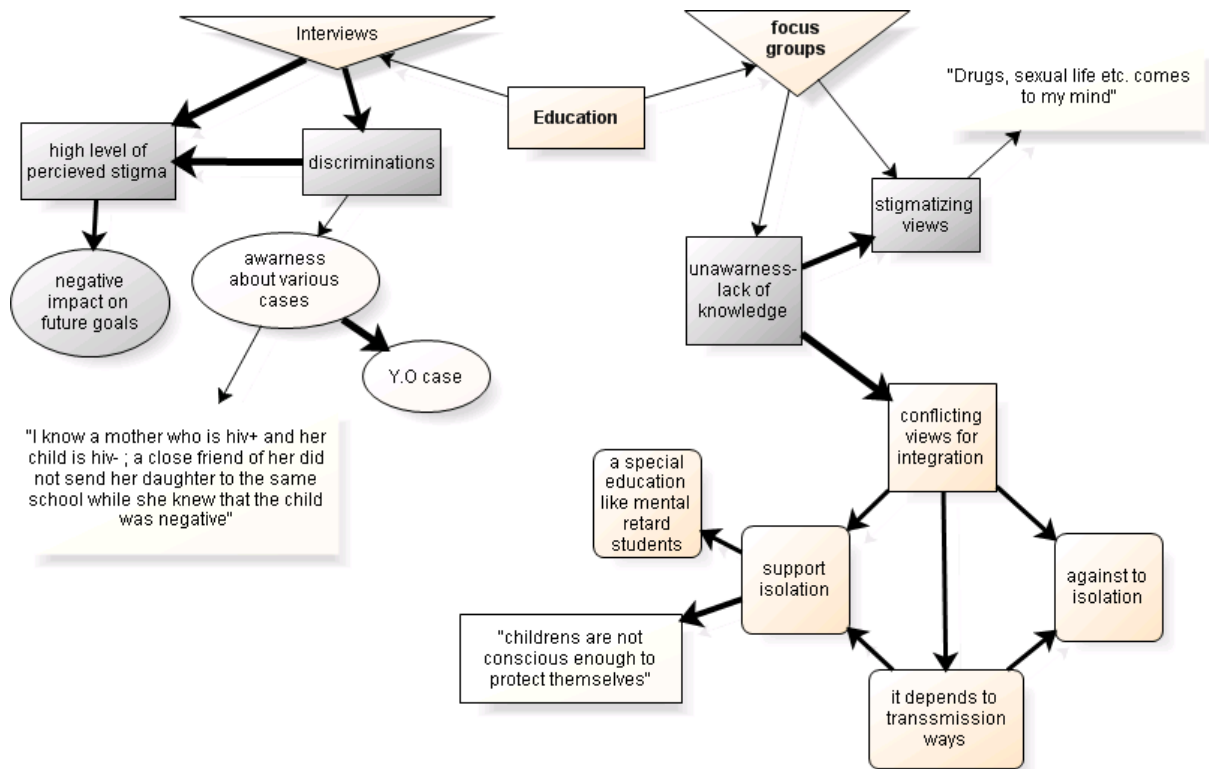 Interviews
focus
groups
"Drugs, sexual life etc. comes
to my mind"
Education
high level of
percieved stigma
discriminations
stigmatizing
views
negative
impact on
future goals
awarness
about various
cases
unawarness-
lack of
knowledge
Y.O case
"I know a mother who is hiv+ and her
child is hiv- ; a close friend of her did
not send her daughter to the same
school while she knew that the child
was negative"
conflicting
views for
integration
a special
education
like mental
retard
students
support
isolation
against to
isolation
"childrens are not
conscious enough to
protect themselves"
it depends to
transsmission
ways